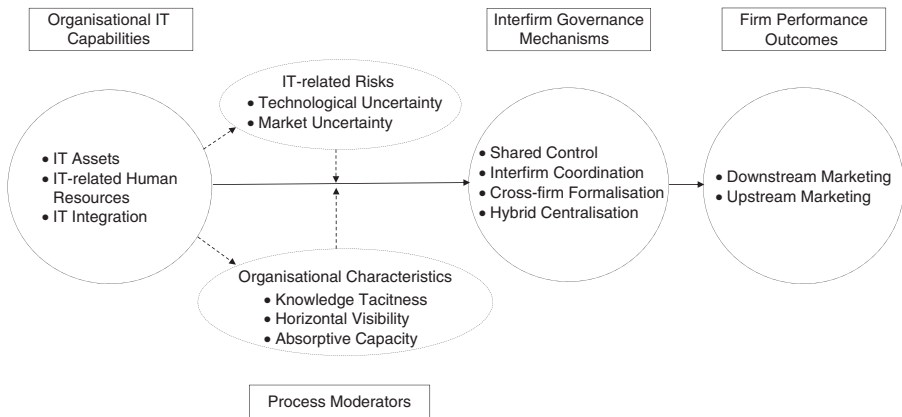 Organisational IT
Capabilities
Interfirm Governance
Mechanisms
Firm Performance
Outcomes
IT-related Risks
• Technological Uncertainty
• Market Uncertainty
• IT Assets
• IT-related Human
Resources
• IT Integration
• Shared Control
• Interfirm Coordination
• Cross-firm Formalisation
• Hybrid Centralisation
• Downstream Marketing
• Upstream Marketing
Organisational Characteristics
• Knowledge Tacitness
• Horizontal Visibility
• Absorptive Capacity
Process Moderators